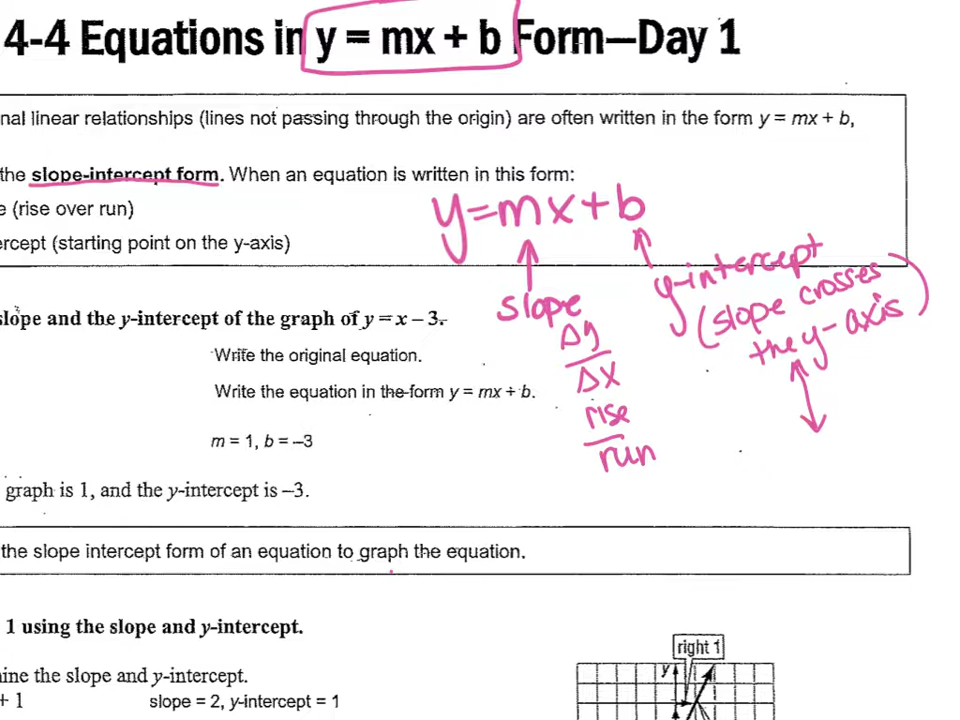 4-4 Equations in y = mx + b Form—Day 1
nal linear relationships (lines not passing through the origin) are often written in the form y = mx + b,
the slope-intercept form. When an equation is written in this form:
e (rise over run)
ercept (starting point on the y-axis)
y=mx+b
slope
Δy
Δx
rise
run
y-intercept
(slope crosses
the y-axis)
slope and the y-intercept of the graph of y = x – 3.
Write the original equation.
Write the equation in the form y = mx + b.
m = 1, b = –3
graph is 1, and the y-intercept is –3.
the slope intercept form of an equation to graph the equation.
1 using the slope and y-intercept.
right 1
y
ine the slope and y-intercept.
+ 1 slope = 2, y-intercept = 1